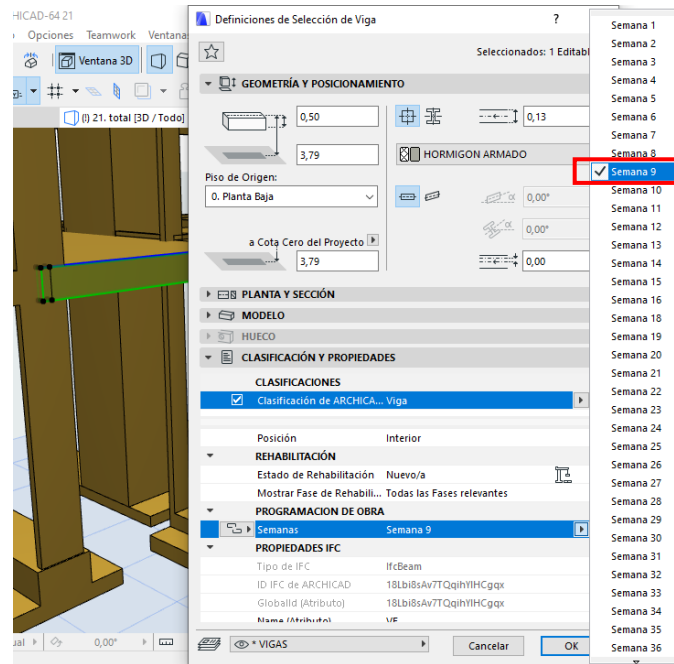 HICAD-64 21
Opciones Teamwork Ventana
Ventana 3D
(!) 21. total [3D / Todo]
0,00°
Definiciones de Selección de Viga
?
Seleccionados: 1 Editabl
GEOMETRÍA Y POSICIONAMIENTO
0,50
0,13
3,79
HORMIGON ARMADO
Piso de Origen:
0. Planta Baja
α 0,00°
α 0,00°
a Cota Cero del Proyecto
3,79
0,00
PLANTA Y SECCIÓN
MODELO
HUECO
CLASIFICACIÓN Y PROPIEDADES
CLASIFICACIONES
Clasificación de ARCHICA... Viga
Posición Interior
REHABILITACIÓN
Estado de Rehabilitación Nuevo/a
Mostrar Fase de Rehabili... Todas las Fases relevantes
PROGRAMACION DE OBRA
Semanas Semana 9
PROPIEDADES IFC
Tipo de IFC IfcBeam
ID IFC de ARCHICAD 18Lbi8sAv7TQqihYIHCgqx
GlobalId (Atributo) 18Lbi8sAv7TQqihYIHCgqx
Name (Atributo) VF
* VIGAS
Cancelar
OK
Semana 1
Semana 2
Semana 3
Semana 4
Semana 5
Semana 6
Semana 7
Semana 8
Semana 9
Semana 10
Semana 11
Semana 12
Semana 13
Semana 14
Semana 15
Semana 16
Semana 18
Semana 19
Semana 20
Semana 21
Semana 22
Semana 23
Semana 24
Semana 25
Semana 26
Semana 27
Semana 28
Semana 29
Semana 30
Semana 31
Semana 32
Semana 33
Semana 34
Semana 35
Semana 36